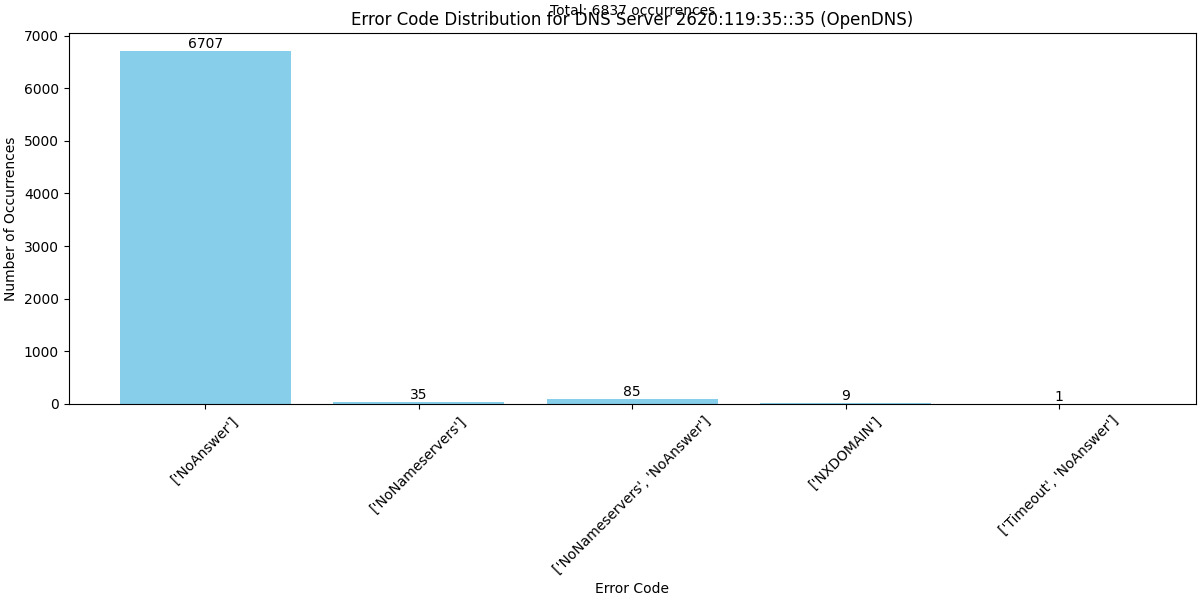 Total: 6837 occurrences
Error Code Distribution for DNS Server 2620:119:35::35 (OpenDNS)
7000
6000
5000
4000
3000
2000
1000
0
Number of Occurrences
6707
35
85
9
1
['NoAnswer']
['NoNameservers']
['NoNameservers', 'NoAnswer']
['NXDOMAIN']
['Timeout', 'NoAnswer']
Error Code